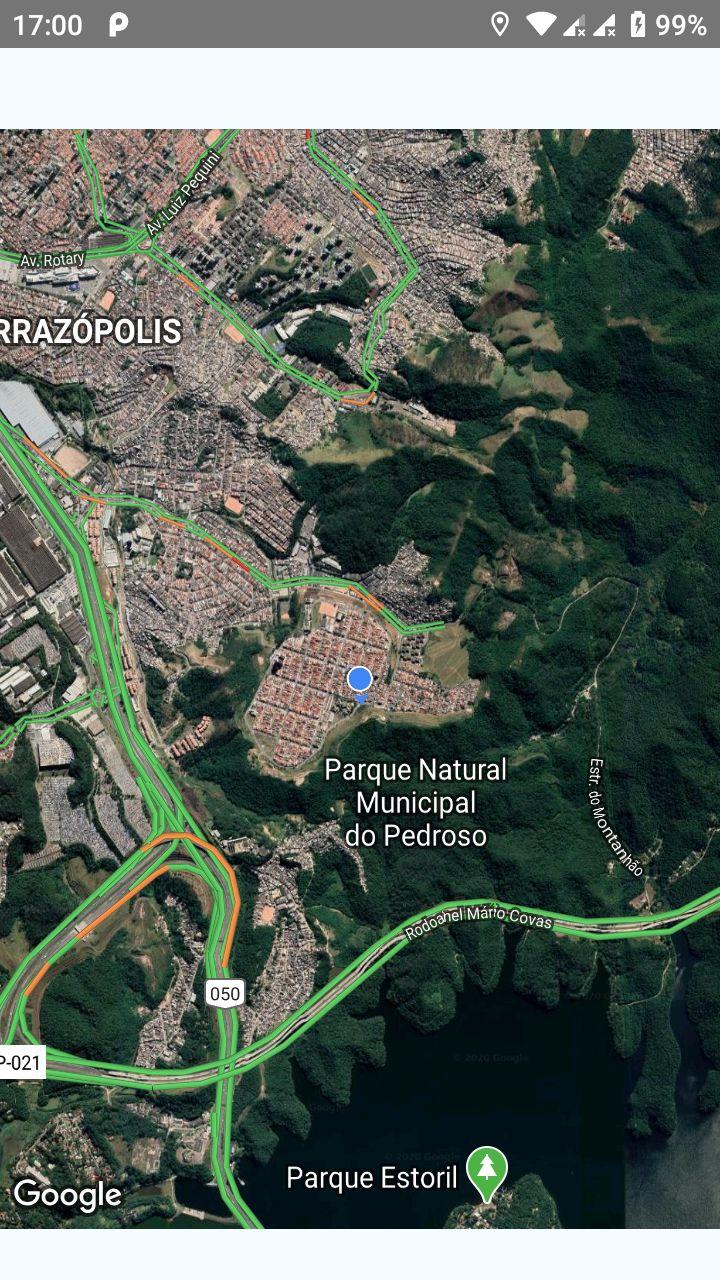 17:00
99%
Av. Luiz Pequini
Av. Rotary
RRAZÓPOLIS
Parque Natural
Municipal
do Pedroso
Estr. do Montanhão
Rodoanel Mário Covas
050
P-021
© 2020 Google
© 2020 Google
Parque Estoril
Google